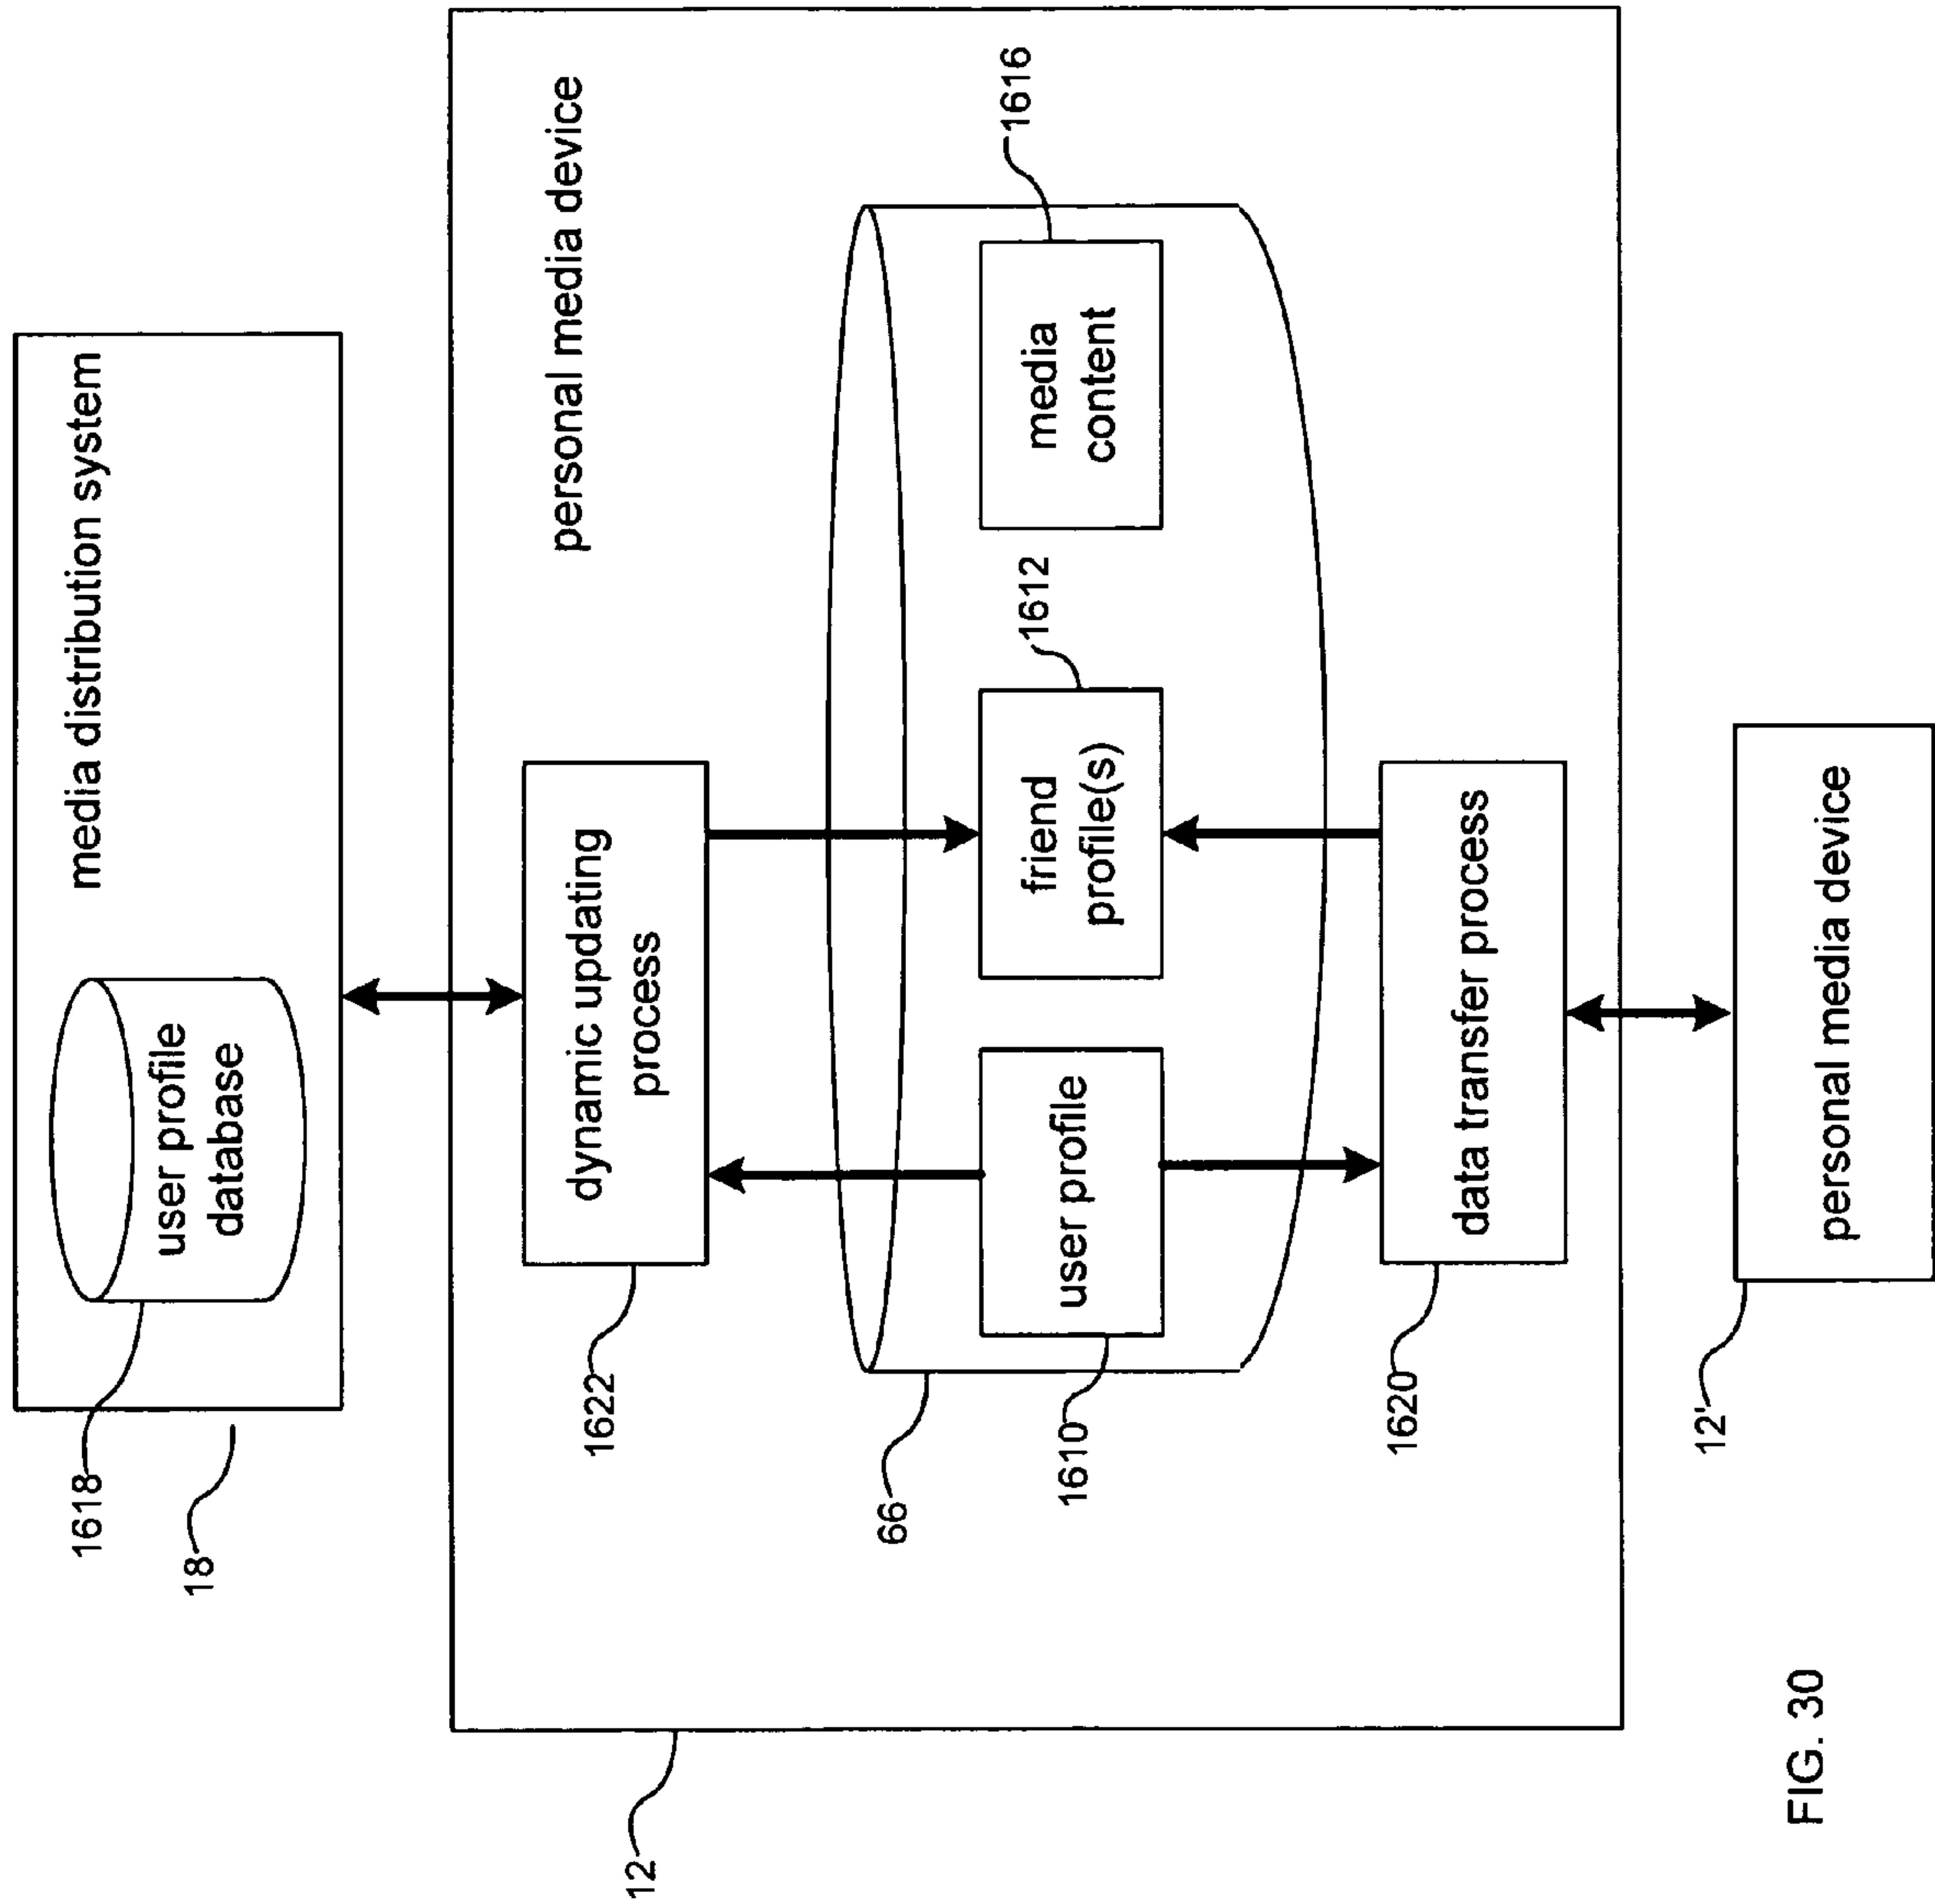 media distribution system
user profile
database
1618
18
personal media device
dynamic updating
process
1622
66
user profile
1610
friend
profile(s)
1612
media
content
1616
data transfer process
1620
12
personal media device
12'
FIG. 30